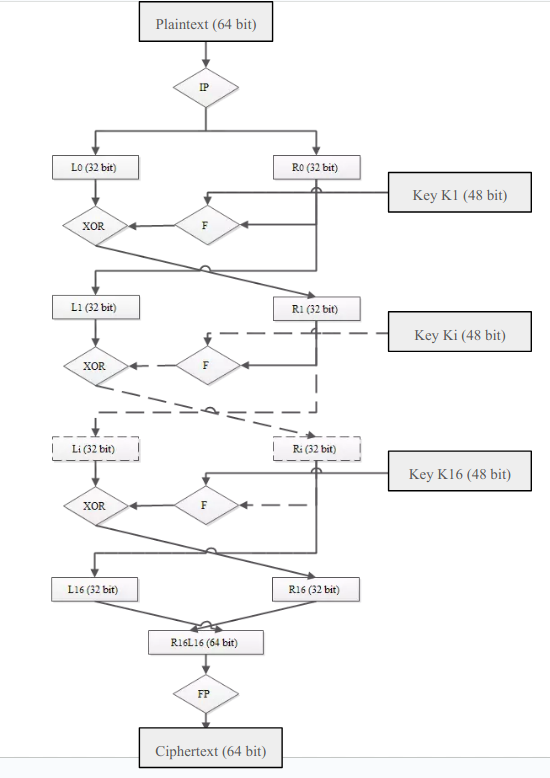 Plaintext (64 bit)
IP
L0 (32 bit)
R0 (32 bit)
Key K1 (48 bit)
XOR
F
L1 (32 bit)
R1 (32 bit)
Key Ki (48 bit)
XOR
F
Li (32 bit)
Ri (32 bit)
Key K16 (48 bit)
XOR
F
L16 (32 bit)
R16 (32 bit)
R16L16 (64 bit)
FP
Ciphertext (64 bit)